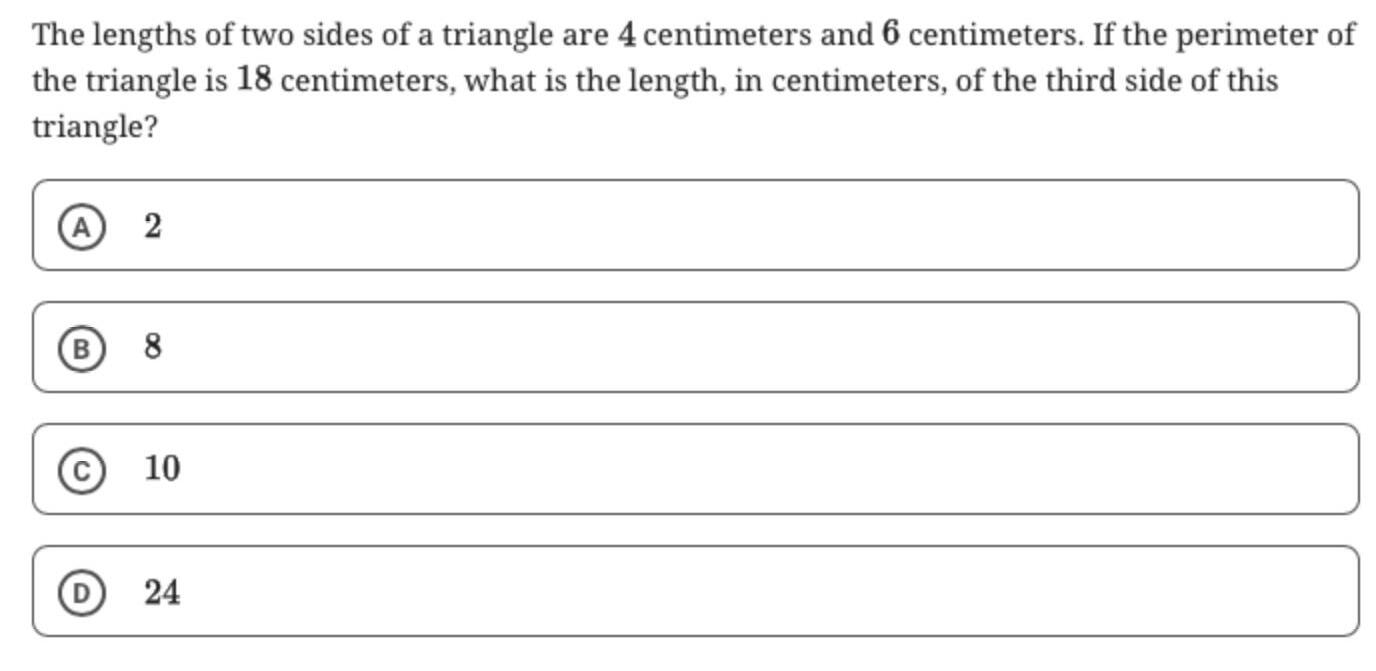 The lengths of two sides of a triangle are 4 centimeters and 6 centimeters. If the perimeter of
the triangle is 18 centimeters, what is the length, in centimeters, of the third side of this
triangle?
A 2
B 8
C 10
D 24